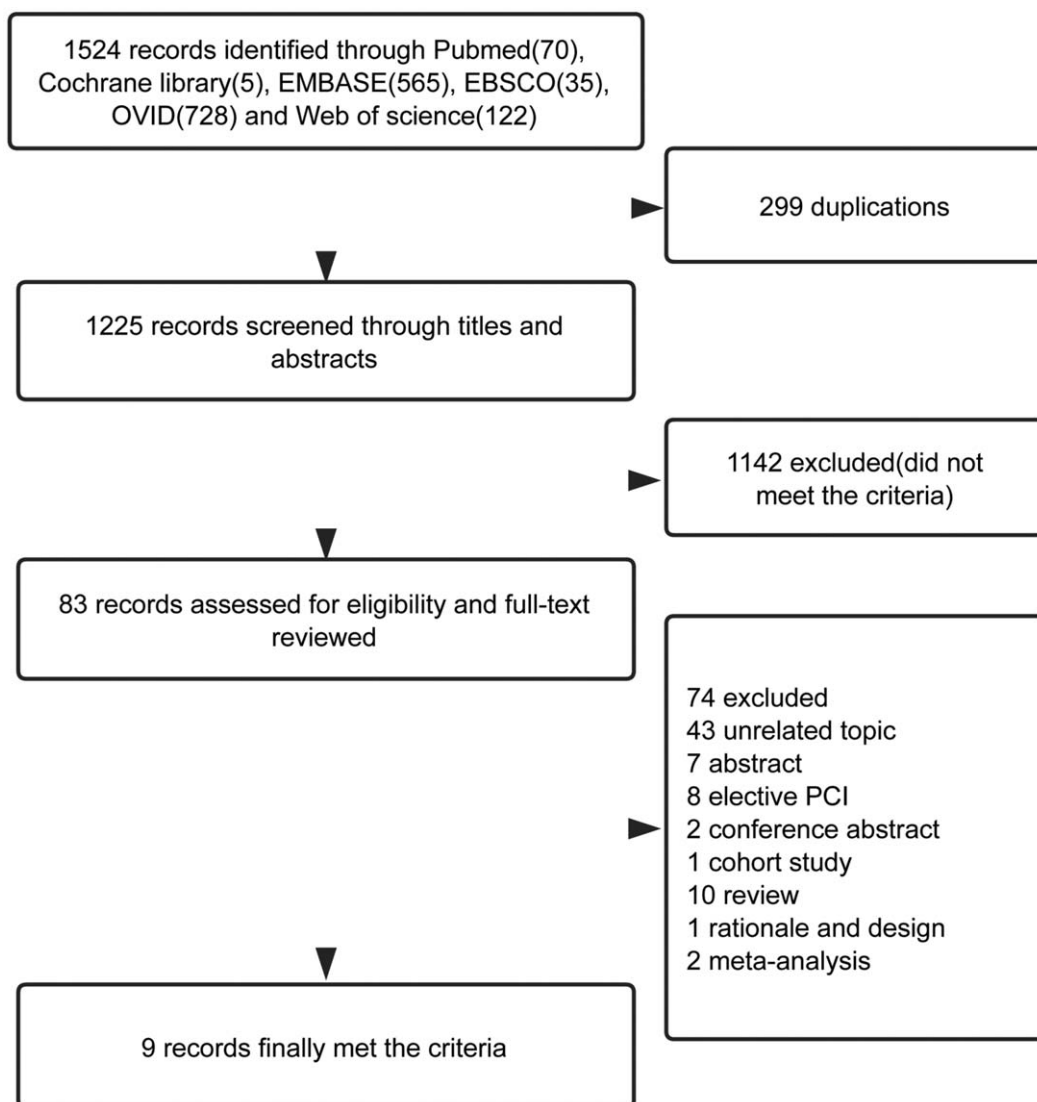 1524 records identified through Pubmed(70),
Cochrane library(5), EMBASE(565), EBSCO(35),
OVID(728) and Web of science(122)
299 duplications
1225 records screened through titles and
abstracts
1142 excluded(did not
meet the criteria)
83 records assessed for eligibility and full-text
reviewed
74 excluded
43 unrelated topic
7 abstract
8 elective PCI
2 conference abstract
1 cohort study
10 review
1 rationale and design
2 meta-analysis
9 records finally met the criteria